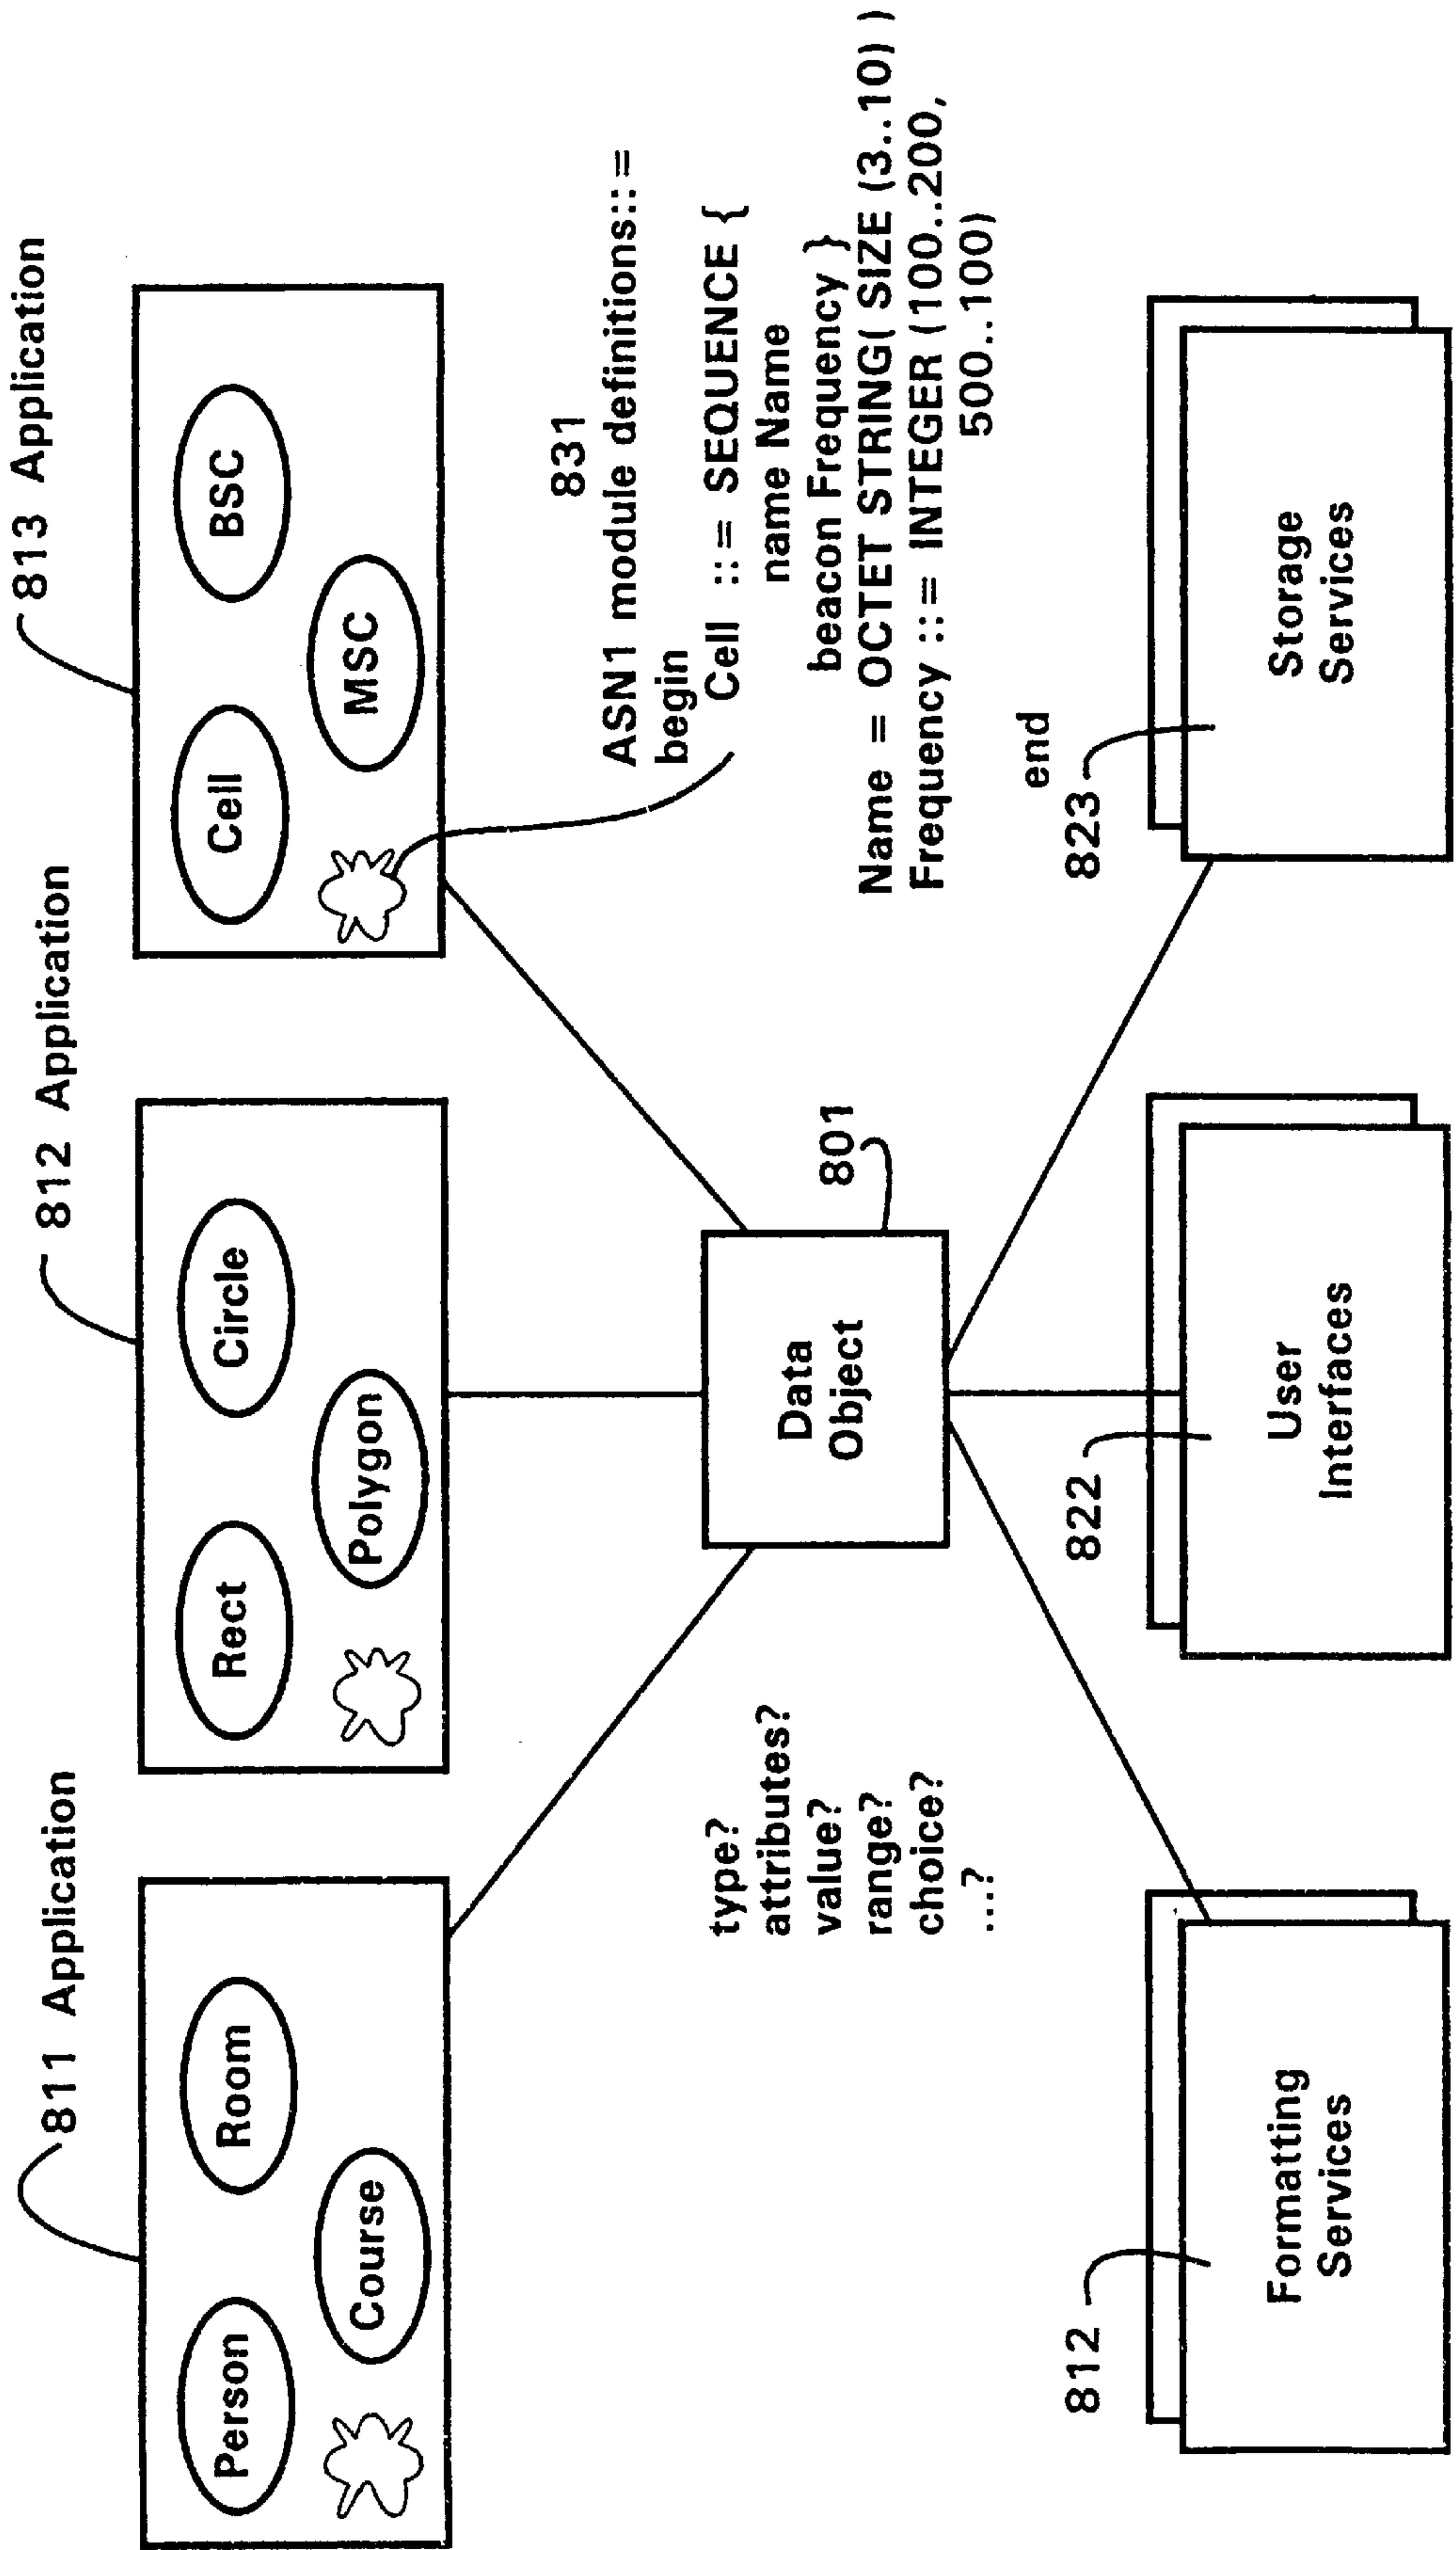 811 Application
812 Application
813 Application
Person
Room
Course
Rect
Circle
Polygon
Cell
BSC
MSC
831
ASN1 module definitions::=
begin
Cell ::= SEQUENCE {
name Name
beacon Frequency }
Name = OCTET STRING( SIZE (3..10) )
Frequency ::= INTEGER (100..200,
500..100)
end
Data
Object
801
type?
attributes?
value?
range?
choice?
...?
812
Formatting
Services
822
User
Interfaces
823
Storage
Services